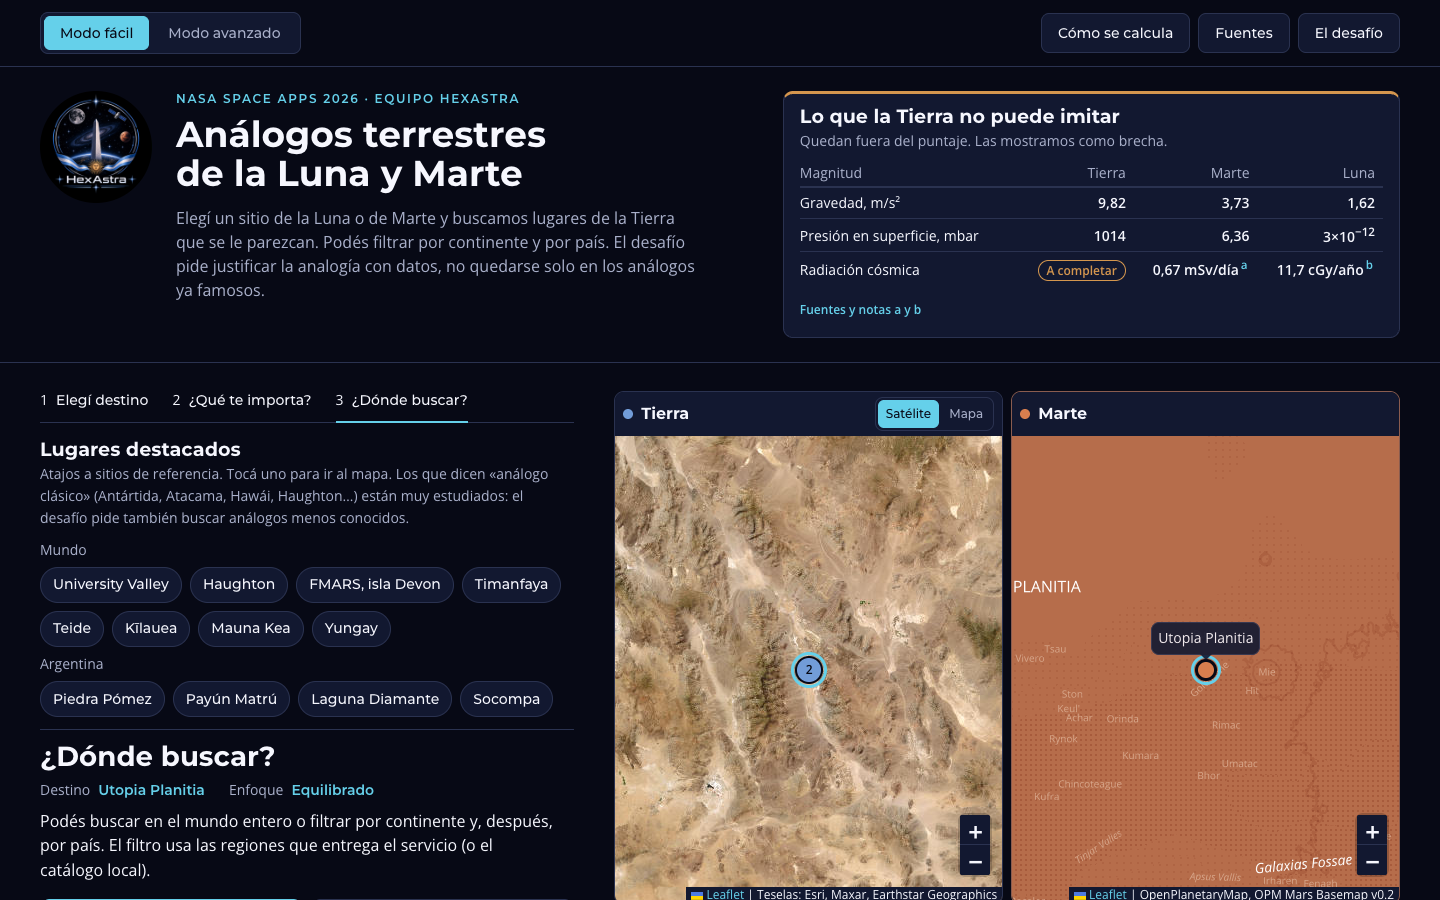 Modo fácil
Modo avanzado
Cómo se calcula
Fuentes
El desafío
HexAstra
NASA SPACE APPS 2026 · EQUIPO HEXASTRA
Análogos terrestres
de la Luna y Marte
Elegí un sitio de la Luna o de Marte y buscamos lugares de la Tierra
que se le parezcan. Podés filtrar por continente y por país. El desafío
pide justificar la analogía con datos, no quedarse solo en los análogos
ya famosos.
Lo que la Tierra no puede imitar
Quedan fuera del puntaje. Las mostramos como brecha.
Magnitud Tierra Marte Luna
Gravedad, m/s² 9,82 3,73 1,62
Presión en superficie, mbar 1014 6,36 3×10⁻¹²
Radiación cósmica A completar 0,67 mSv/día a 11,7 cGy/año b
Fuentes y notas a y b
1 Elegí destino
2 ¿Qué te importa?
3 ¿Dónde buscar?
Lugares destacados
Atajos a sitios de referencia. Tocá uno para ir al mapa. Los que dicen «análogo
clásico» (Antártida, Atacama, Hawái, Haughton…) están muy estudiados: el
desafío pide también buscar análogos menos conocidos.
Mundo
University Valley
Haughton
FMARS, isla Devon
Timanfaya
Teide
Kīlauea
Mauna Kea
Yungay
Argentina
Piedra Pómez
Payún Matrú
Laguna Diamante
Socompa
¿Dónde buscar?
Destino Utopia Planitia Enfoque Equilibrado
Podés buscar en el mundo entero o filtrar por continente y, después,
por país. El filtro usa las regiones que entrega el servicio (o el
catálogo local).
Tierra
Satélite
Mapa
2
+
−
Leaflet | Teselas: Esri, Maxar, Earthstar Geographics
Marte
PLANITIA
Utopia Planitia
Tsau
Vivero
Mie
Hit
Ston
Keul'
Achar
Orinda
Rimac
Rynok
Kumara
Umatac
Bhor
Chincoteague
Kufra
Tinjar Valles
Galaxias Fossae
Apsus Vallis
Irharen
Fenagh
+
−
Leaflet | OpenPlanetaryMap, OPM Mars Basemap v0.2